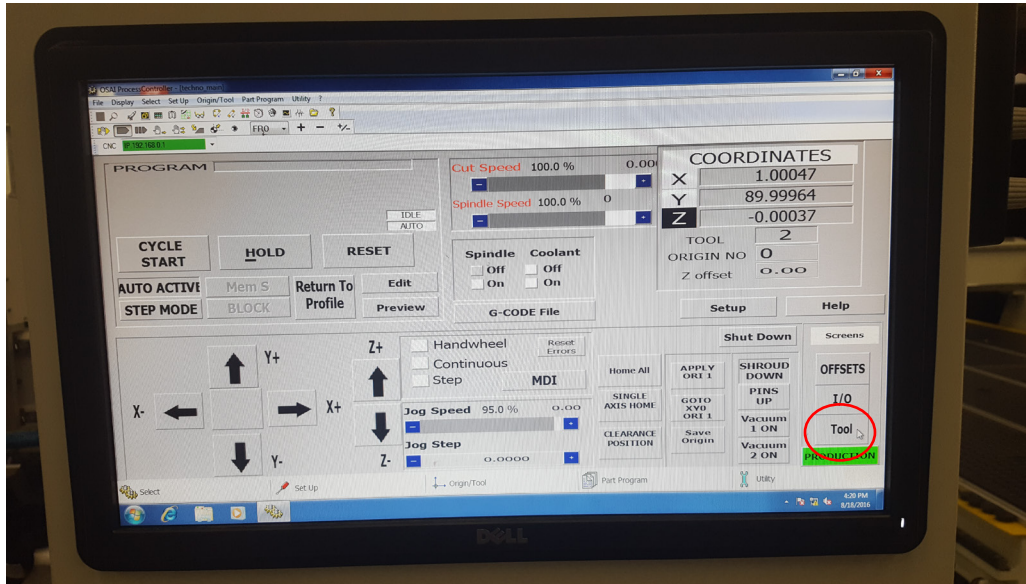 OSAI ProcessController - [techno_main]
File Display Select Set Up Origin/Tool Part Program Utility ?
FRO
CNC IP:192.168.0.1
PROGRAM
IDLE
AUTO
CYCLE START
HOLD
RESET
AUTO ACTIVE
Mem S
Return To Profile
Edit
STEP MODE
BLOCK
Preview
Cut Speed 100.0 % 0.00
Spindle Speed 100.0 % 0
Spindle Coolant
Off Off
On On
G-CODE File
COORDINATES
X 1.00047
Y 89.99964
Z -0.00037
TOOL 2
ORIGIN NO 0
Z offset 0.00
Setup
Help
Y+
X-
X+
Y-
Z+
Z-
Handwheel
Continuous
Step
Reset Errors
MDI
Jog Speed 95.0 % 0.00
Jog Step
0.0000
Home All
SINGLE AXIS HOME
CLEARANCE POSITION
APPLY ORI 1
GOTO XY0 ORI 1
Save Origin
Shut Down
SHROUD DOWN
PINS UP
Vacuum 1 ON
Vacuum 2 ON
Screens
OFFSETS
I/O
Tool
PRODUCTION
Select
Set Up
Origin/Tool
Part Program
Utility
4:20 PM
8/18/2016
DELL